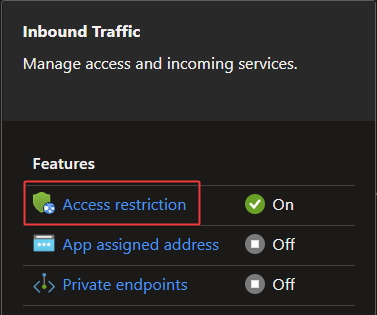 Inbound Traffic
Manage access and incoming services.
Features
Access restriction On
App assigned address Off
Private endpoints Off